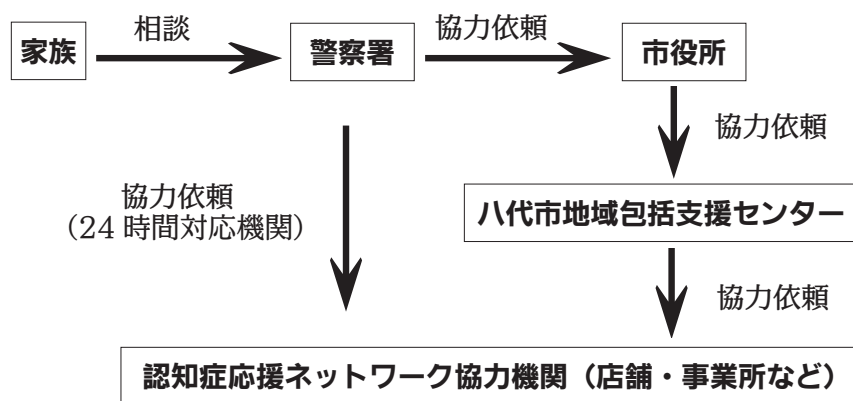 相談
協力依頼
家族
警察署
市役所
協力依頼
協力依頼
（24 時間対応機関）
八代市地域包括支援センター
協力依頼
認知症応援ネットワーク協力機関（店舗・事業所など）